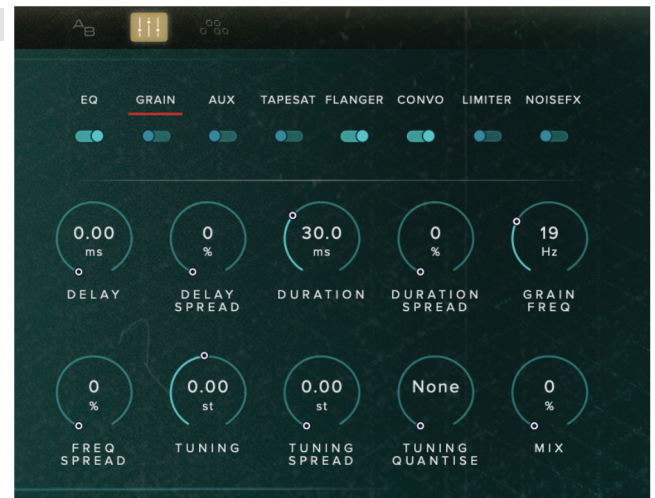 A B
EQ GRAIN AUX TAPESAT FLANGER CONVO LIMITER NOISEFX
0.00 0 30.0 0 19
ms % ms % Hz
DELAY DELAY DURATION DURATION GRAIN
SPREAD SPREAD FREQ
0 0.00 0.00 None 0
% st st %
FREQ TUNING TUNING TUNING MIX
SPREAD SPREAD QUANTISE